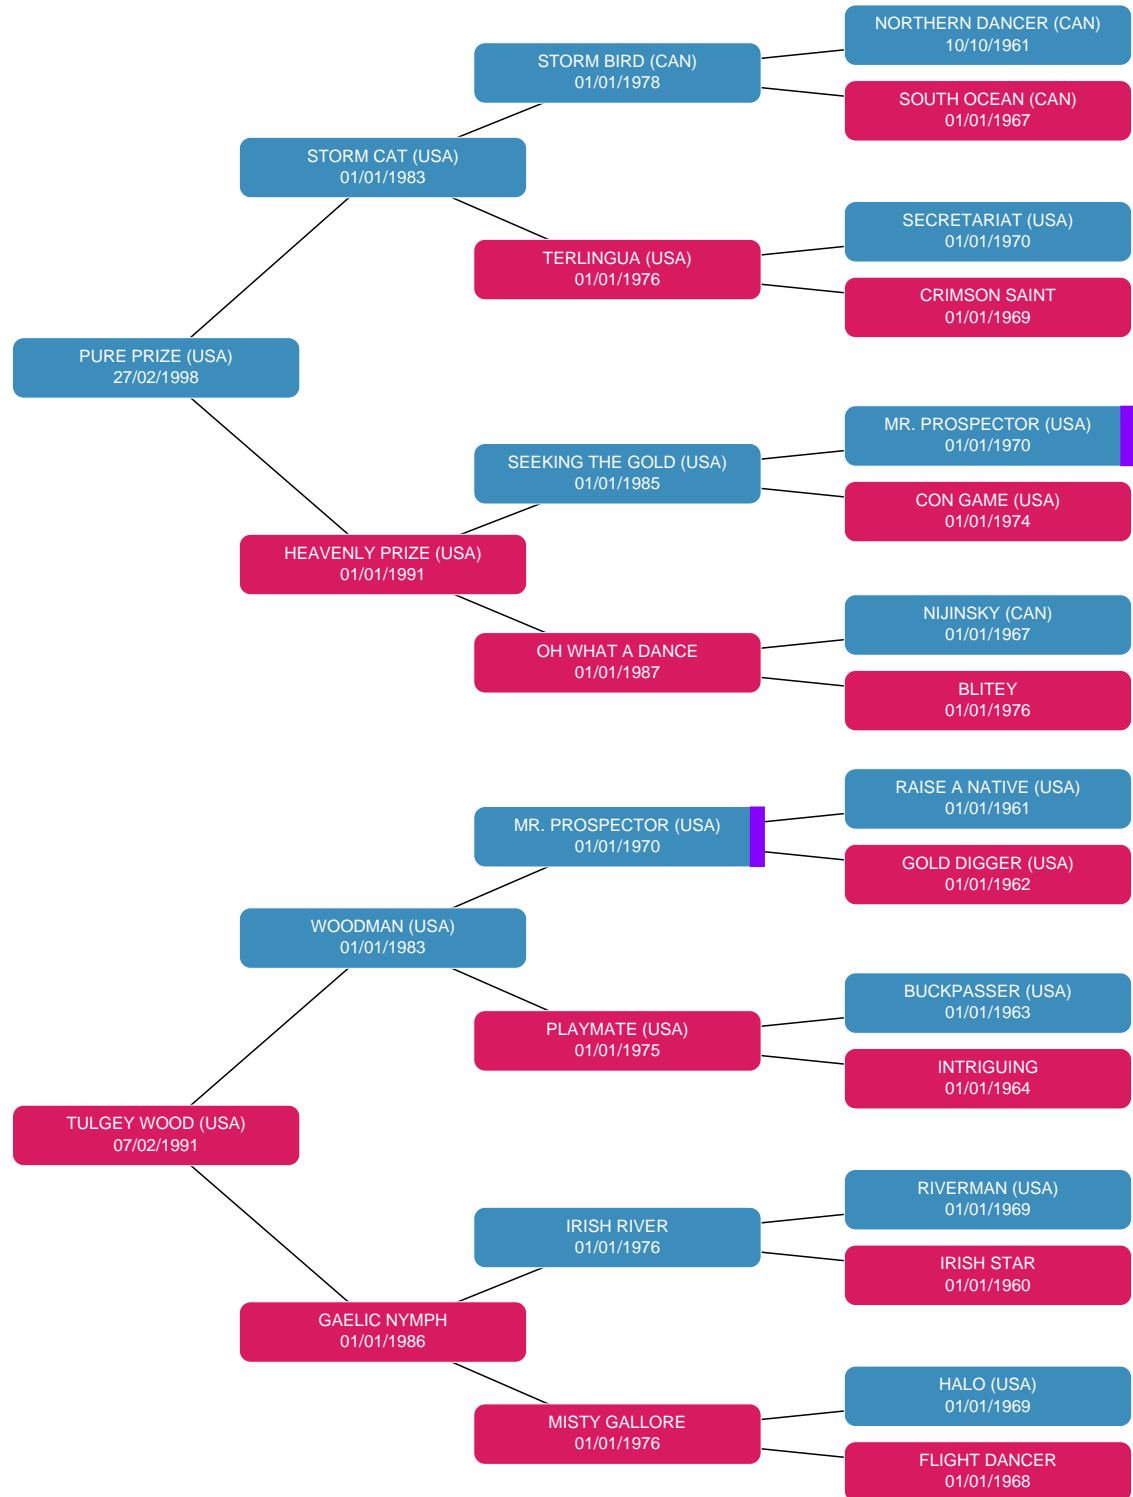 NORTHERN DANCER (CAN)
10/10/1961
STORM BIRD (CAN)
01/01/1978
SOUTH OCEAN (CAN)
01/01/1967
STORM CAT (USA)
01/01/1983
SECRETARIAT (USA)
01/01/1970
TERLINGUA (USA)
01/01/1976
CRIMSON SAINT
01/01/1969
PURE PRIZE (USA)
27/02/1998
MR. PROSPECTOR (USA)
01/01/1970
SEEKING THE GOLD (USA)
01/01/1985
CON GAME (USA)
01/01/1974
HEAVENLY PRIZE (USA)
01/01/1991
NIJINSKY (CAN)
01/01/1967
OH WHAT A DANCE
01/01/1987
BLITEY
01/01/1976
RAISE A NATIVE (USA)
01/01/1961
MR. PROSPECTOR (USA)
01/01/1970
GOLD DIGGER (USA)
01/01/1962
WOODMAN (USA)
01/01/1983
BUCKPASSER (USA)
01/01/1963
PLAYMATE (USA)
01/01/1975
INTRIGUING
01/01/1964
TULGEY WOOD (USA)
07/02/1991
RIVERMAN (USA)
01/01/1969
IRISH RIVER
01/01/1976
IRISH STAR
01/01/1960
GAELIC NYMPH
01/01/1986
HALO (USA)
01/01/1969
MISTY GALLORE
01/01/1976
FLIGHT DANCER
01/01/1968